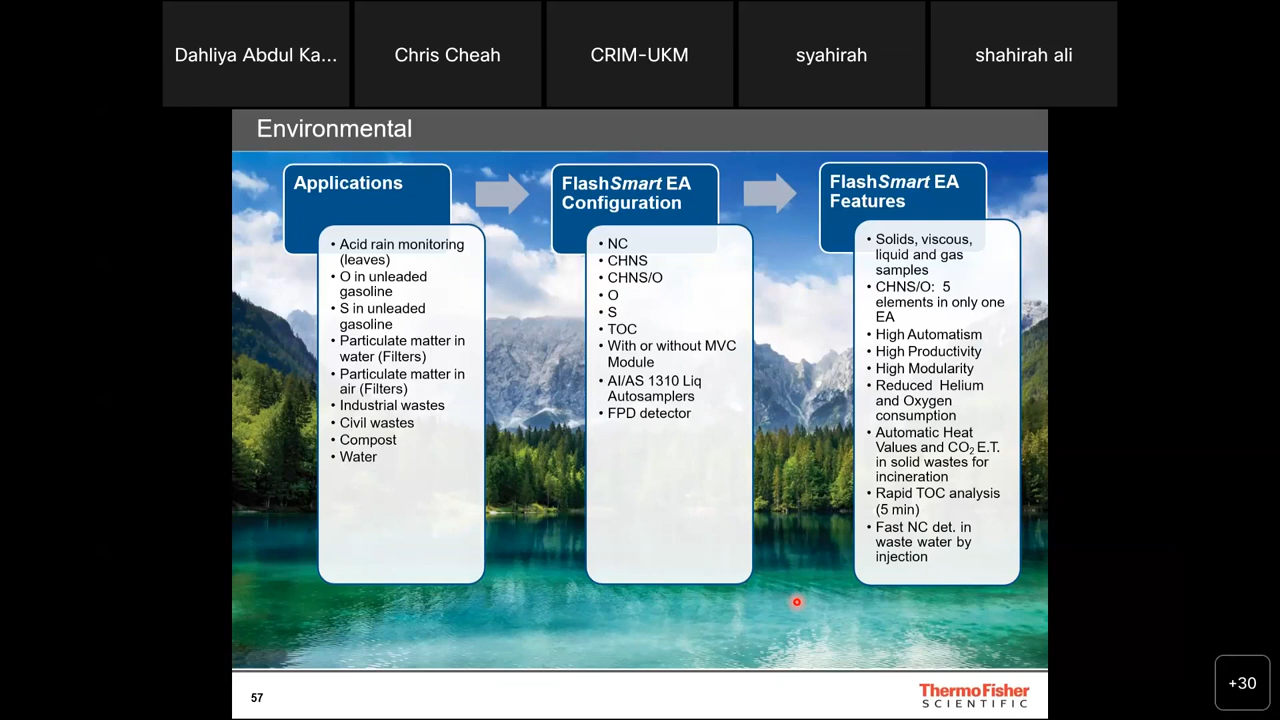 Dahliya Abdul Ka...
Chris Cheah
CRIM-UKM
syahirah
shahirah ali
Environmental
Applications
• Acid rain monitoring
(leaves)
• O in unleaded
gasoline
• S in unleaded
gasoline
• Particulate matter in
water (Filters)
• Particulate matter in
air (Filters)
• Industrial wastes
• Civil wastes
• Compost
• Water
FlashSmart EA
Configuration
• NC
• CHNS
• CHNS/O
• O
• S
• TOC
• With or without MVC
Module
• AI/AS 1310 Liq
Autosamplers
• FPD detector
FlashSmart EA
Features
• Solids, viscous,
liquid and gas
samples
• CHNS/O: 5
elements in only one
EA
• High Automatism
• High Productivity
• High Modularity
• Reduced Helium
and Oxygen
consumption
• Automatic Heat
Values and CO₂ E.T.
in solid wastes for
incineration
• Rapid TOC analysis
(5 min)
• Fast NC det. in
waste water by
injection
57
ThermoFisher
SCIENTIFIC
+30